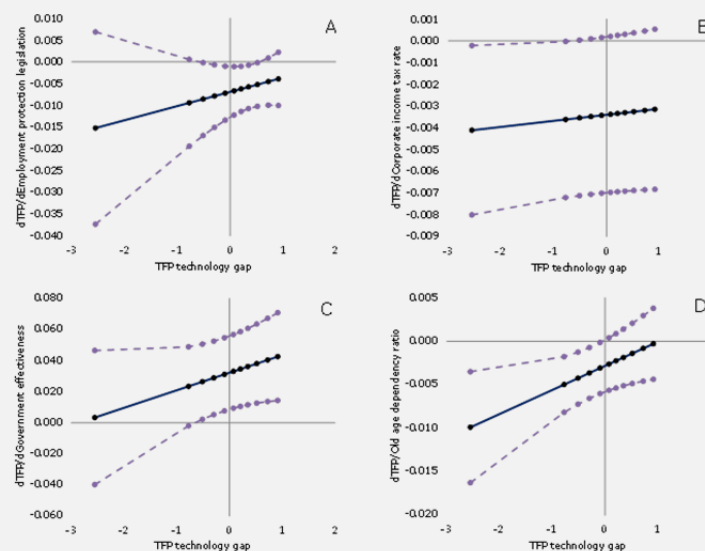 A
dTFP/dEmployment protection legislation
0.010
0.005
0.000
-0.005
-0.010
-0.015
-0.020
-0.025
-0.030
-0.035
-0.040
-3 -2 -1 0 1 2
TFP technology gap
B
dTFP/dCorporate income tax rate
0.001
0.000
-0.001
-0.002
-0.003
-0.004
-0.005
-0.006
-0.007
-0.008
-0.009
-3 -2 -1 0 1 2
TFP technology gap
C
dTFP/dGovernment effectiveness
0.080
0.060
0.040
0.020
0.000
-0.020
-0.040
-0.060
-3 -2 -1 0 1 2
TFP technology gap
D
dTFP/Old age dependency ratio
0.005
0.000
-0.005
-0.010
-0.015
-0.020
-3 -2 -1 0 1 2
TFP technology gap